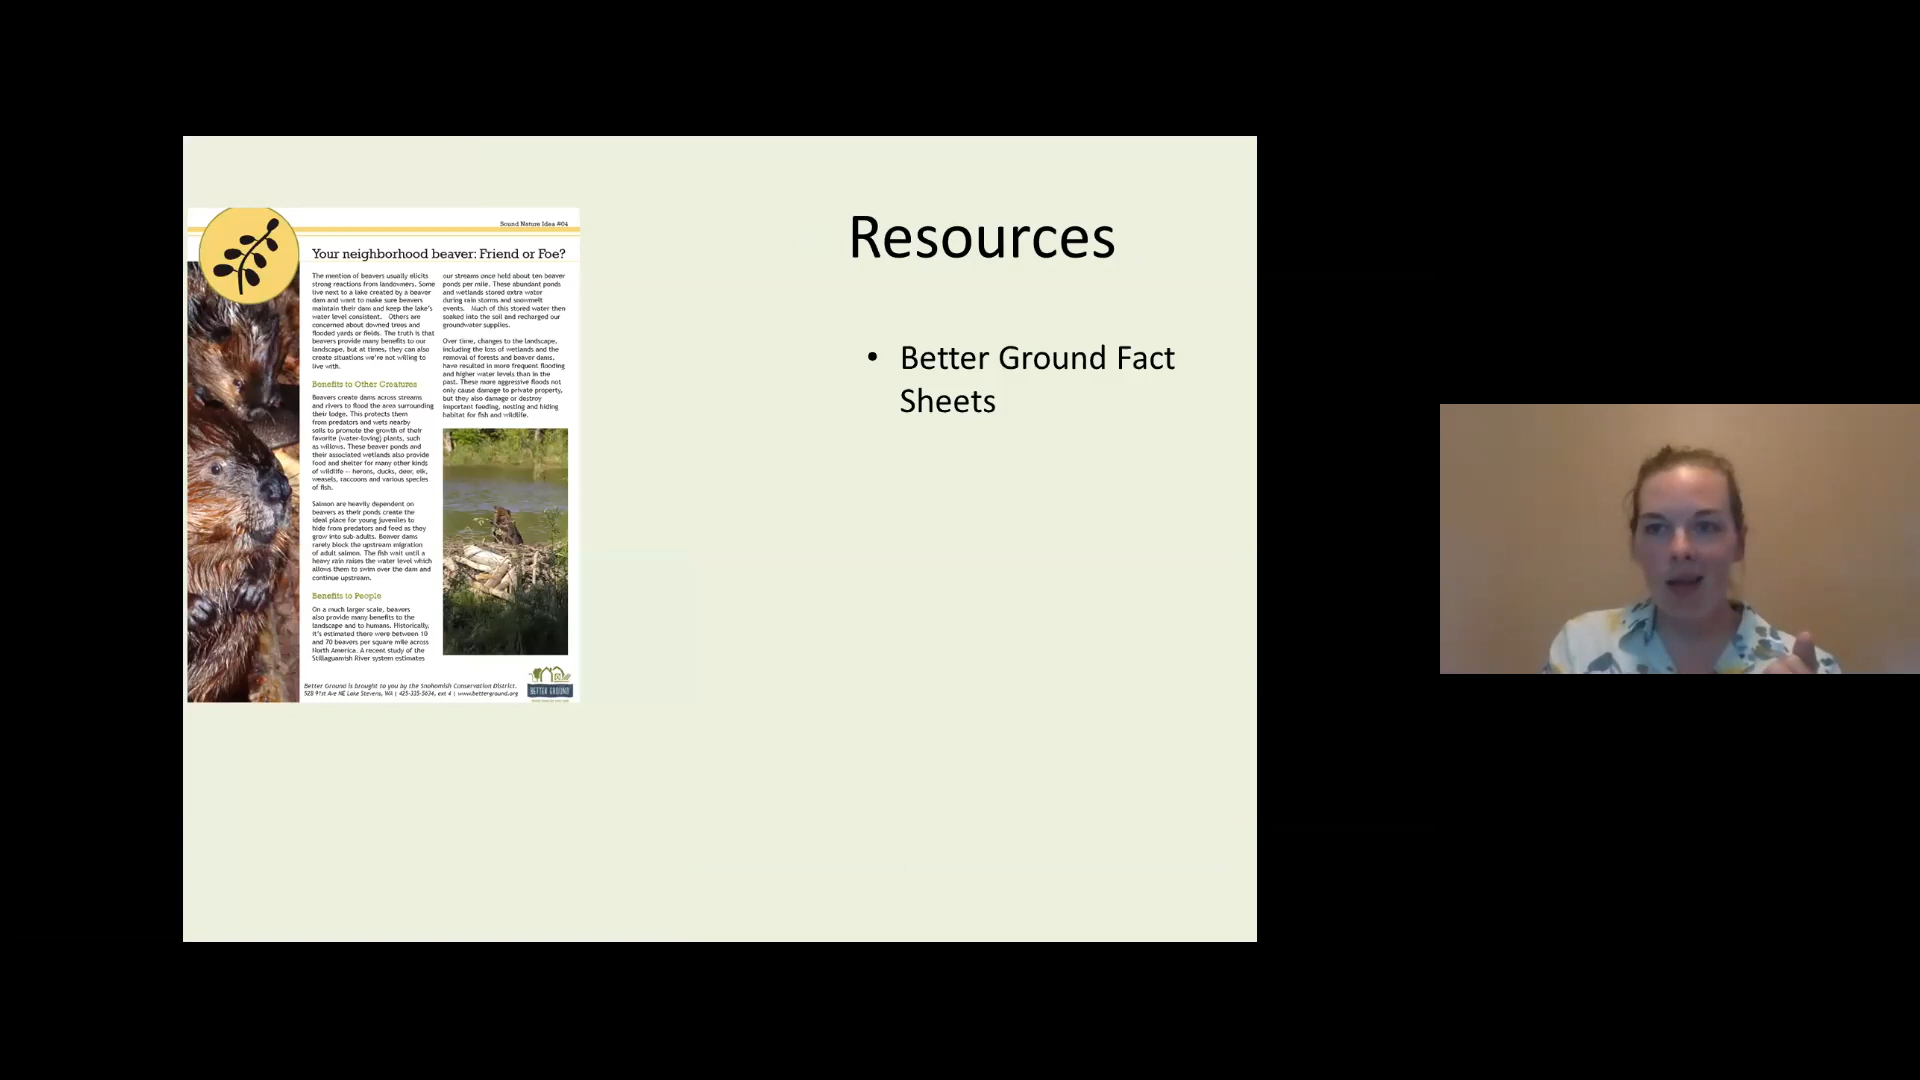 Sound Nature Idea #04
Your neighborhood beaver: Friend or Foe?
The mention of beavers usually elicits
strong reactions from landowners. Some
live next to a lake created by a beaver
dam and want to make sure beavers
maintain their dam and keep the lake's
water level consistent. Others are
concerned about downed trees and
flooded yards or fields. The truth is that
beavers provide many benefits to our
landscape, but at times, they can also
create situations we're not willing to
live with.
Benefits to Other Creatures
Beavers create dams across streams
and rivers to flood the area surrounding
their lodge. This protects them
from predators and wets nearby
soils to promote the growth of their
favorite (water-loving) plants, such
as willows. These beaver ponds and
their associated wetlands also provide
food and shelter for many other kinds
of wildlife -- herons, ducks, deer, elk,
weasels, raccoons and various species
of fish.
Salmon are heavily dependent on
beavers as their ponds create the
ideal place for young juveniles to
hide from predators and feed as they
grow into sub-adults. Beaver dams
rarely block the upstream migration
of adult salmon. The fish wait until a
heavy rain raises the water level which
allows them to swim over the dam and
continue upstream.
Benefits to People
On a much larger scale, beavers
also provide many benefits to the
landscape and to humans. Historically,
it's estimated there were between 10
and 70 beavers per square mile across
North America. A recent study of the
Stillaguamish River system estimates
our streams once held about ten beaver
ponds per mile. These abundant ponds
and wetlands stored extra water
during rain storms and snowmelt
events. Much of this stored water then
soaked into the soil and recharged our
groundwater supplies.
Over time, changes to the landscape,
including the loss of wetlands and the
removal of forests and beaver dams,
have resulted in more frequent flooding
and higher water levels than in the
past. These more aggressive floods not
only cause damage to private property,
but they also damage or destroy
important feeding, nesting and hiding
habitat for fish and wildlife.
Better Ground is brought to you by the Snohomish Conservation District.
528 91st Ave NE Lake Stevens, WA | 425-335-5634, ext 4 | www.betterground.org
BETTER GROUND
Resources
• Better Ground Fact
Sheets